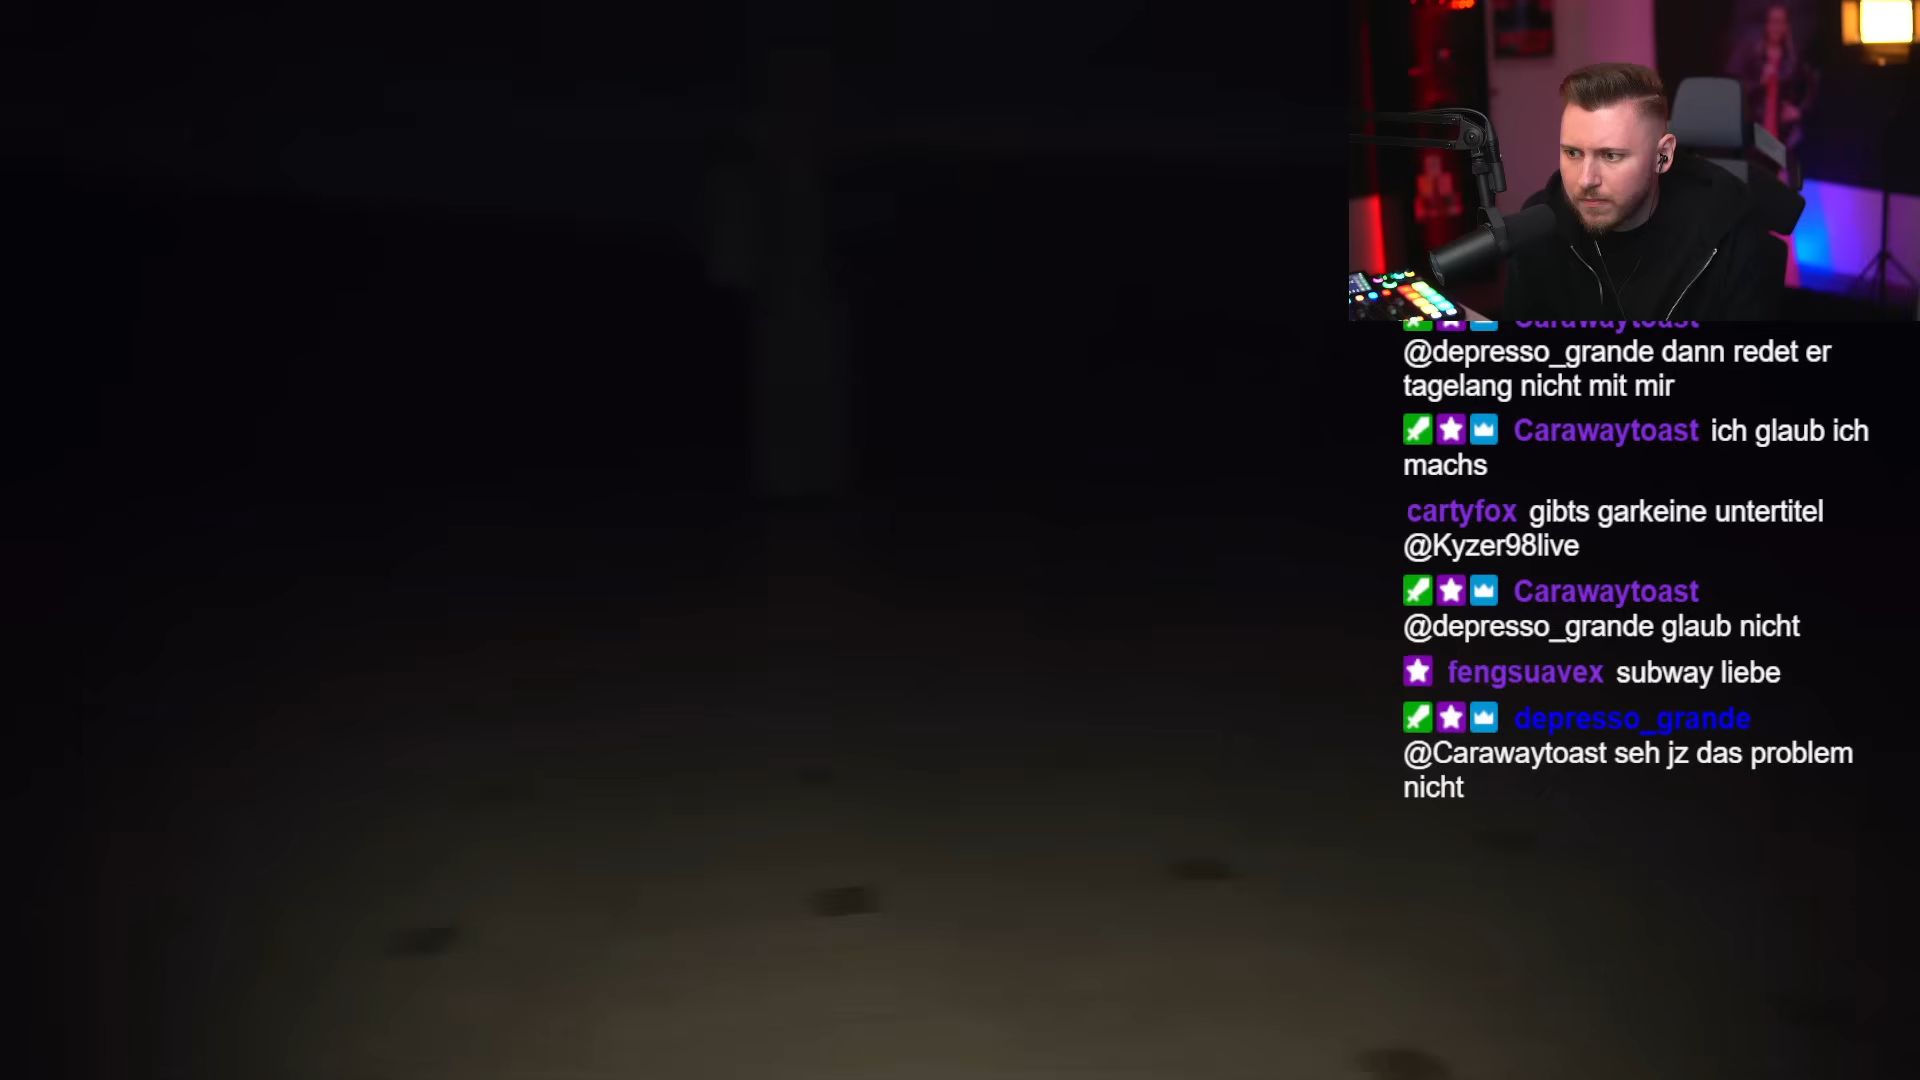 Carawaytoast
@depresso_grande dann redet er
tagelang nicht mit mir
Carawaytoast ich glaub ich
machs
cartyfox gibts garkeine untertitel
@Kyzer98live
Carawaytoast
@depresso_grande glaub nicht
fengsuavex subway liebe
depresso_grande
@Carawaytoast seh jz das problem
nicht